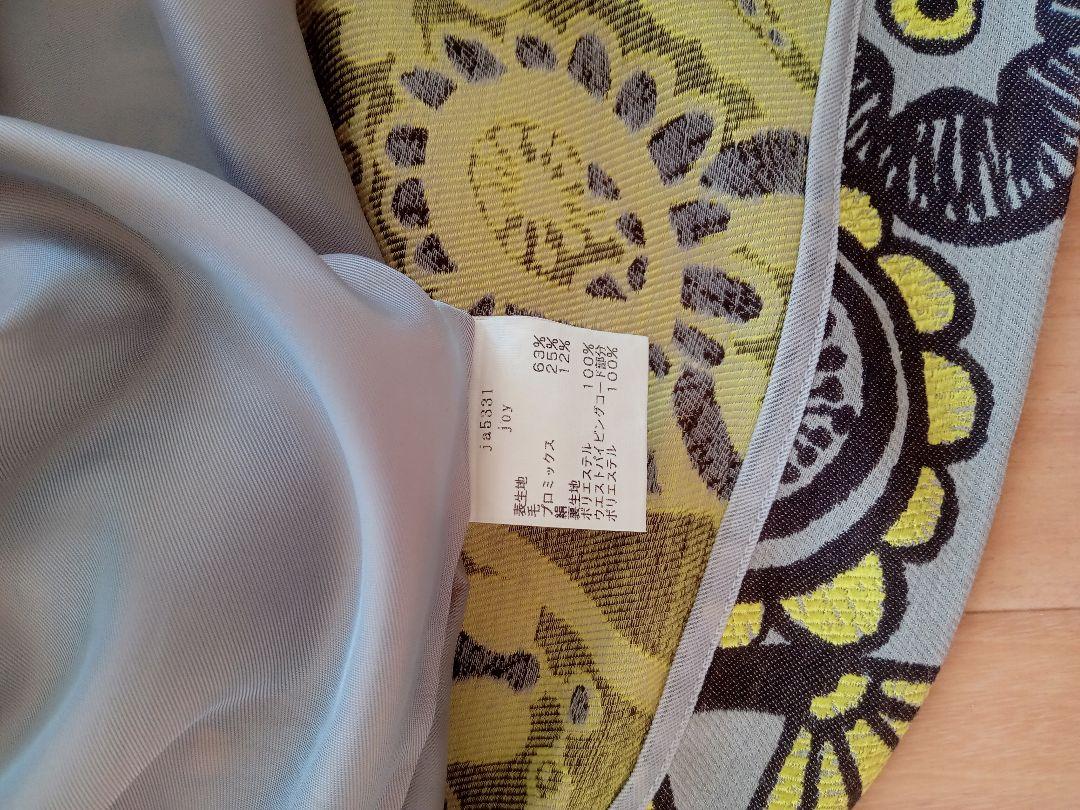 ja5331
joy
表生地
毛 63%
プロミックス 25%
絹 12%
裏生地
ポリエステル 100%
ウエストパイピングコード部分
ポリエステル 100%